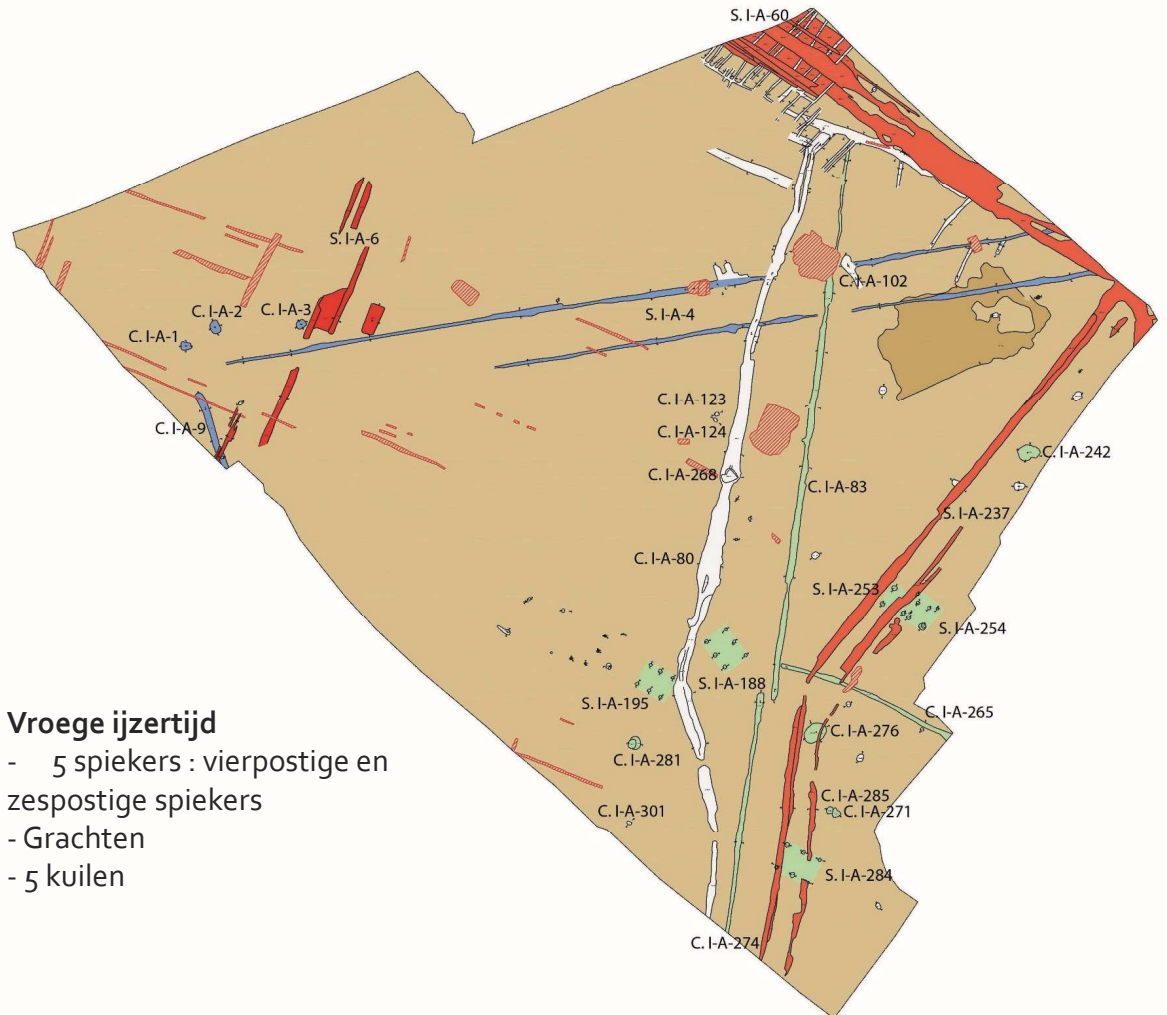 S. I-A-60
S. I-A-6
C. I-A-2
C. I-A-3
C. I-A-1
C. I-A-102
S. I-A-4
C. I-A-123
C. I-A-9
C. I-A-124
C. I-A-242
C. I-A-268
C. I-A-83
S. I-A-237
C. I-A-80
S. I-A-253
S. I-A-254
S. I-A-188
S. I-A-195
C. I-A-265
C. I-A-276
C. I-A-281
C. I-A-285
C. I-A-301
C. I-A-271
S. I-A-284
C. I-A-274
Vroege ijzertijd
- 5 spiekers : vierpostige en
zespostige spiekers
- Grachten
- 5 kuilen